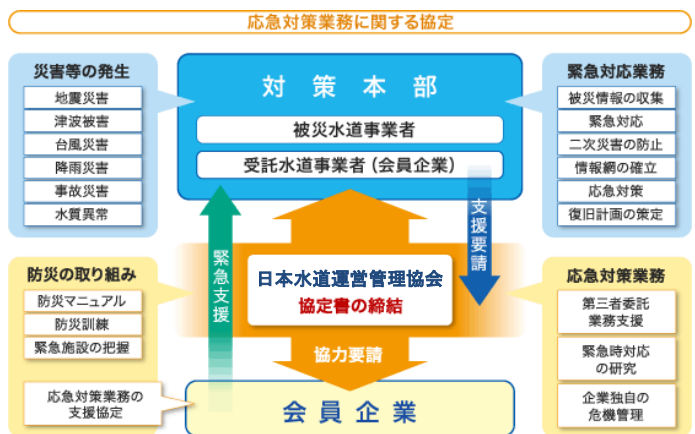 応急対策業務に関する協定
災害等の発生
地震災害
津波被害
台風災害
降雨災害
事故災害
水質異常
対策本部
被災水道事業者
受託水道事業者（会員企業）
緊急対応業務
被災情報の収集
緊急対応
二次災害の防止
情報網の確立
応急対策
復旧計画の策定
緊急支援
支援要請
日本水道運営管理協会
協定書の締結
協力要請
防災の取り組み
防災マニュアル
防災訓練
緊急施設の把握
応急対策業務の
支援協定
会員企業
応急対策業務
第三者委託
業務支援
緊急時対応
の研究
企業独自の
危機管理